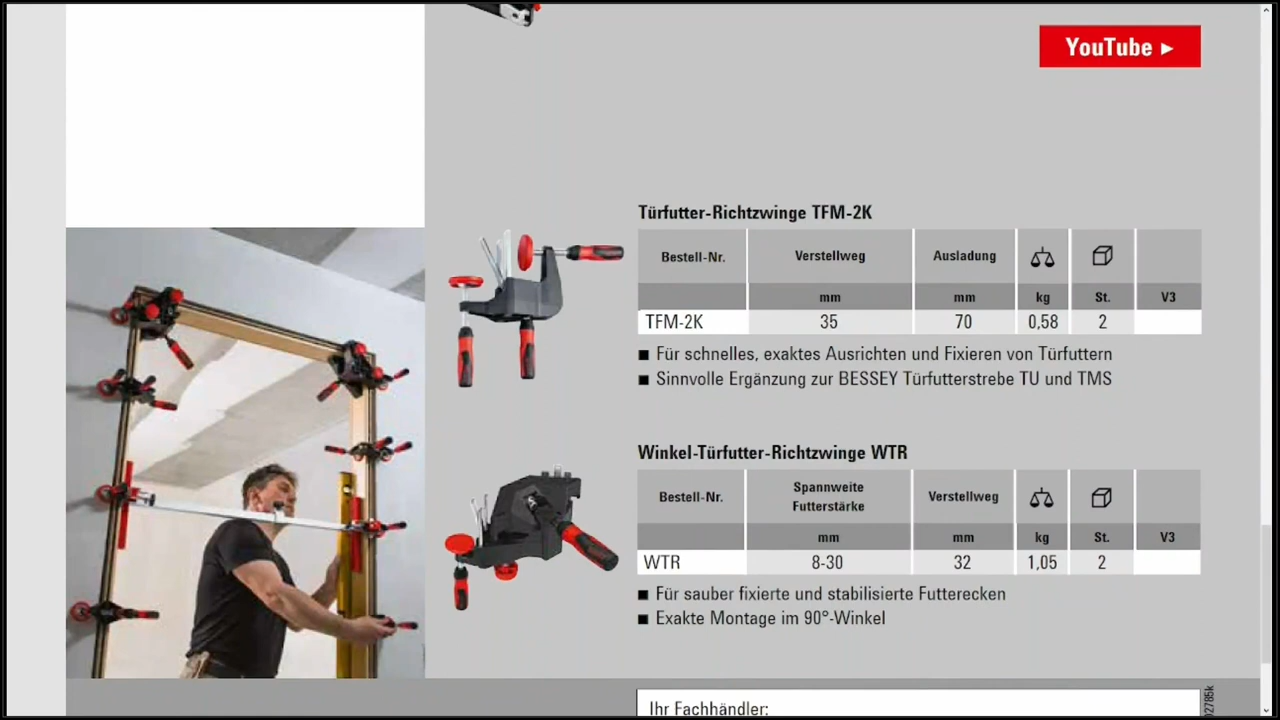 YouTube ►
Türfutter-Richtzwinge TFM-2K
Bestell-Nr. Verstellweg Ausladung
mm mm kg St. V3
TFM-2K 35 70 0,58 2
■ Für schnelles, exaktes Ausrichten und Fixieren von Türfuttern
■ Sinnvolle Ergänzung zur BESSEY Türfutterstrebe TU und TMS
Winkel-Türfutter-Richtzwinge WTR
Bestell-Nr. Spannweite Futterstärke Verstellweg
mm mm kg St. V3
WTR 8-30 32 1,05 2
■ Für sauber fixierte und stabilisierte Futterecken
■ Exakte Montage im 90°-Winkel
Ihr Fachhändler: